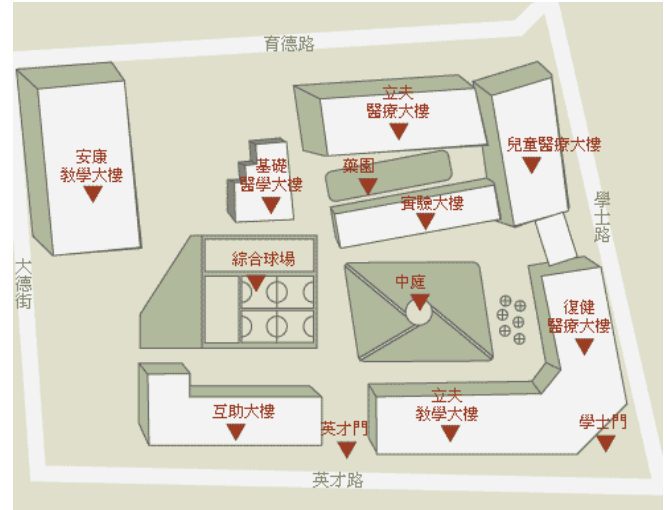 育德路
立夫
醫療大樓
兒童醫療大樓
安康
教學大樓
基礎
醫學大樓
藥園
實驗大樓
學士路
大德街
綜合球場
中庭
復健
醫療大樓
互助大樓
英才門
立夫
教學大樓
學士門
英才路